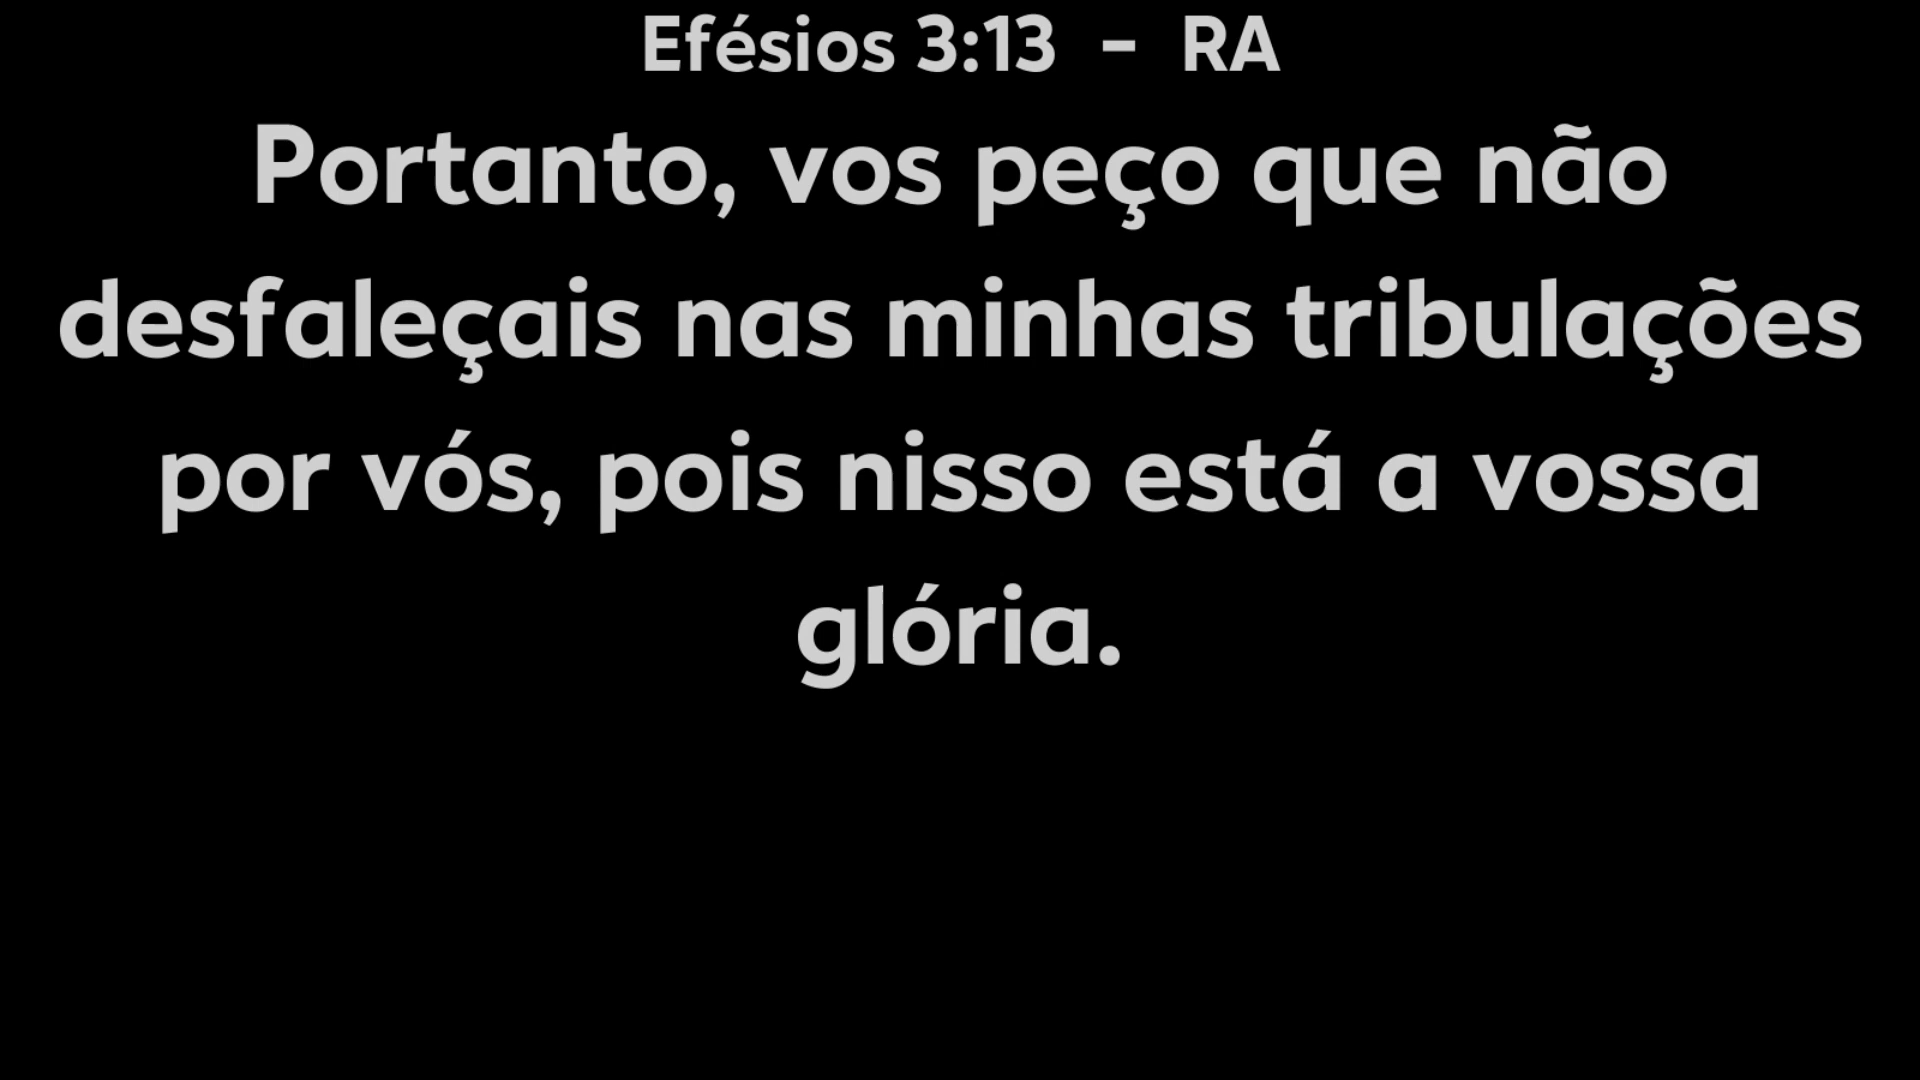 Efésios 3:13 - RA
Portanto, vos peço que não
desfaleçais nas minhas tribulações
por vós, pois nisso está a vossa
glória.